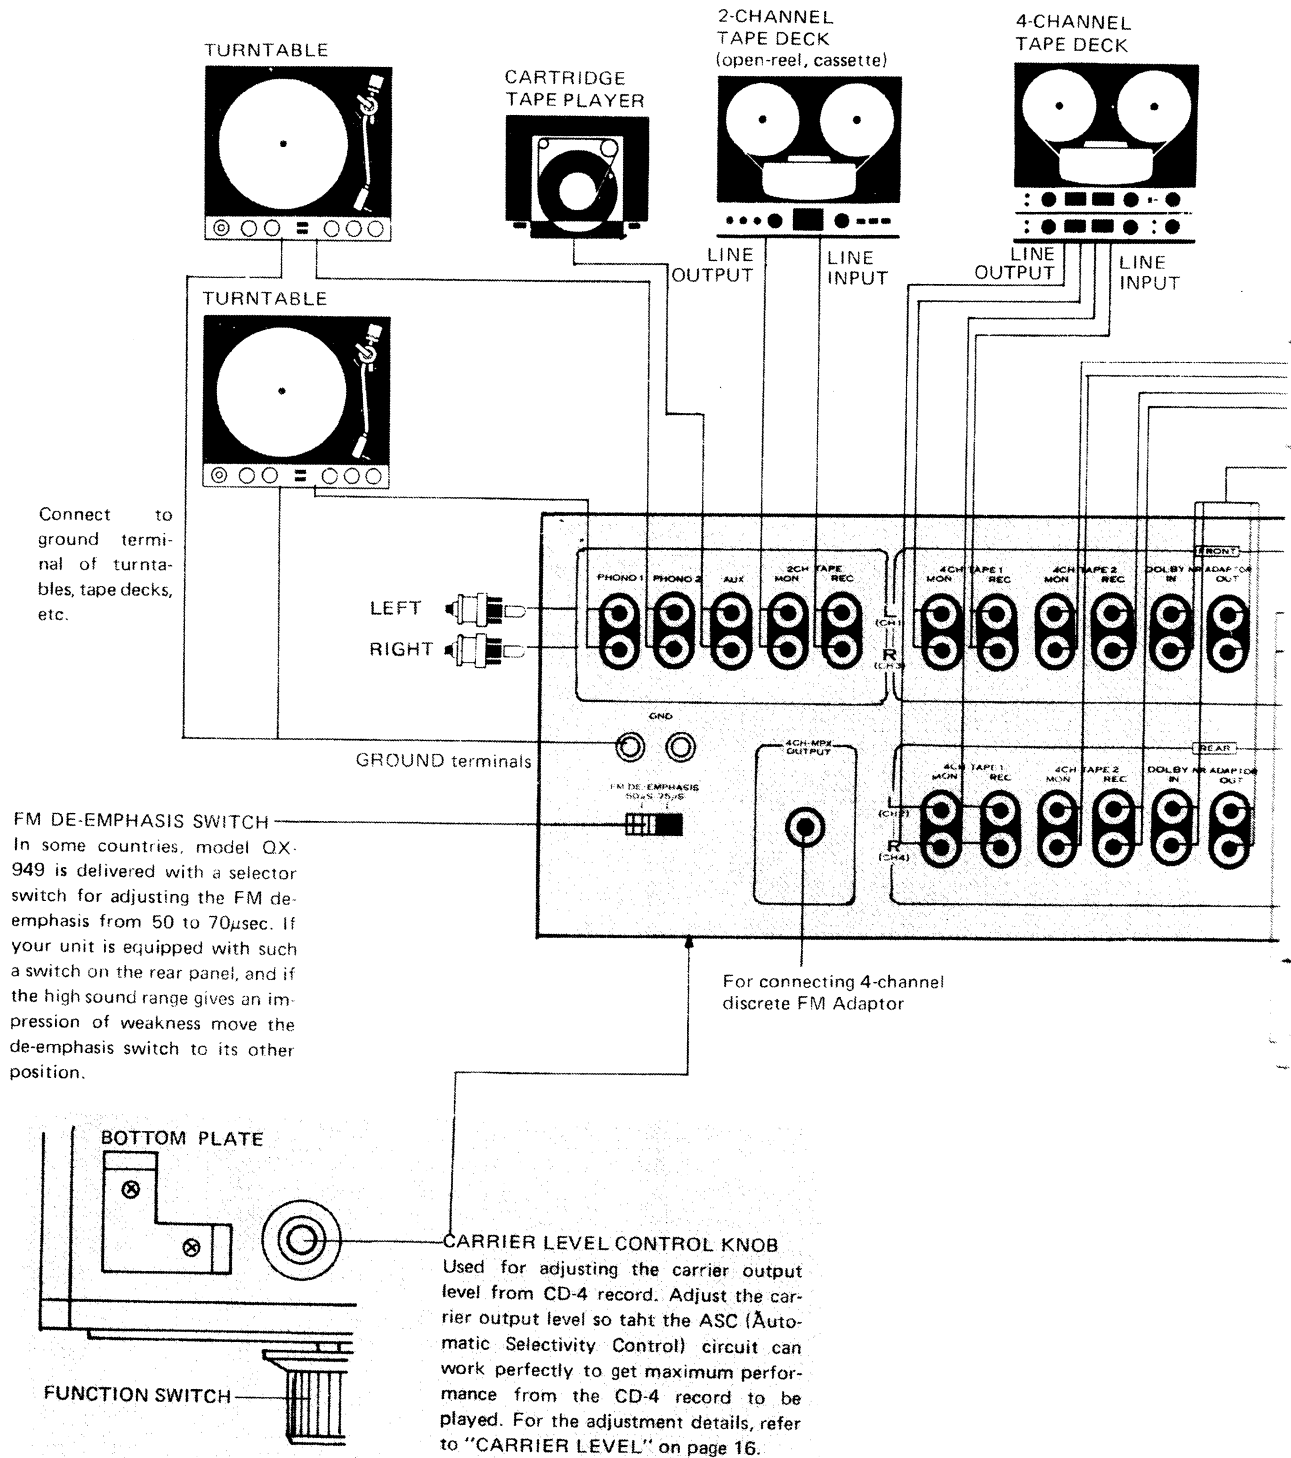 TURNTABLE
CARTRIDGE
TAPE PLAYER
2-CHANNEL
TAPE DECK
(open-reel, cassette)
4-CHANNEL
TAPE DECK
LINE
OUTPUT
LINE
INPUT
LINE
OUTPUT
LINE
INPUT
TURNTABLE
Connect to
ground termi-
nal of turnta-
bles, tape decks,
etc.
LEFT
RIGHT
PHONO 1
PHONO 2
AUX
2CH TAPE
MON
REC
L
(CH1)
R
(CH3)
FRONT
4CH TAPE 1
MON
REC
4CH TAPE 2
MON
REC
DOLBY NR ADAPTOR
IN
OUT
GND
GROUND terminals
4CH-MPX
OUTPUT
REAR
4CH TAPE 1
MON
REC
4CH TAPE 2
MON
REC
DOLBY NR ADAPTOR
IN
OUT
L
(CH2)
R
(CH4)
FM DE-EMPHASIS
50μS 75μS
FM DE-EMPHASIS SWITCH
In some countries, model QX-
949 is delivered with a selector
switch for adjusting the FM de-
emphasis from 50 to 70μsec. If
your unit is equipped with such
a switch on the rear panel, and if
the high sound range gives an im-
pression of weakness move the
de-emphasis switch to its other
position.
For connecting 4-channel
discrete FM Adaptor
BOTTOM PLATE
FUNCTION SWITCH
CARRIER LEVEL CONTROL KNOB
Used for adjusting the carrier output
level from CD-4 record. Adjust the car-
rier output level so taht the ASC (Auto-
matic Selectivity Control) circuit can
work perfectly to get maximum perfor-
mance from the CD-4 record to be
played. For the adjustment details, refer
to "CARRIER LEVEL" on page 16.